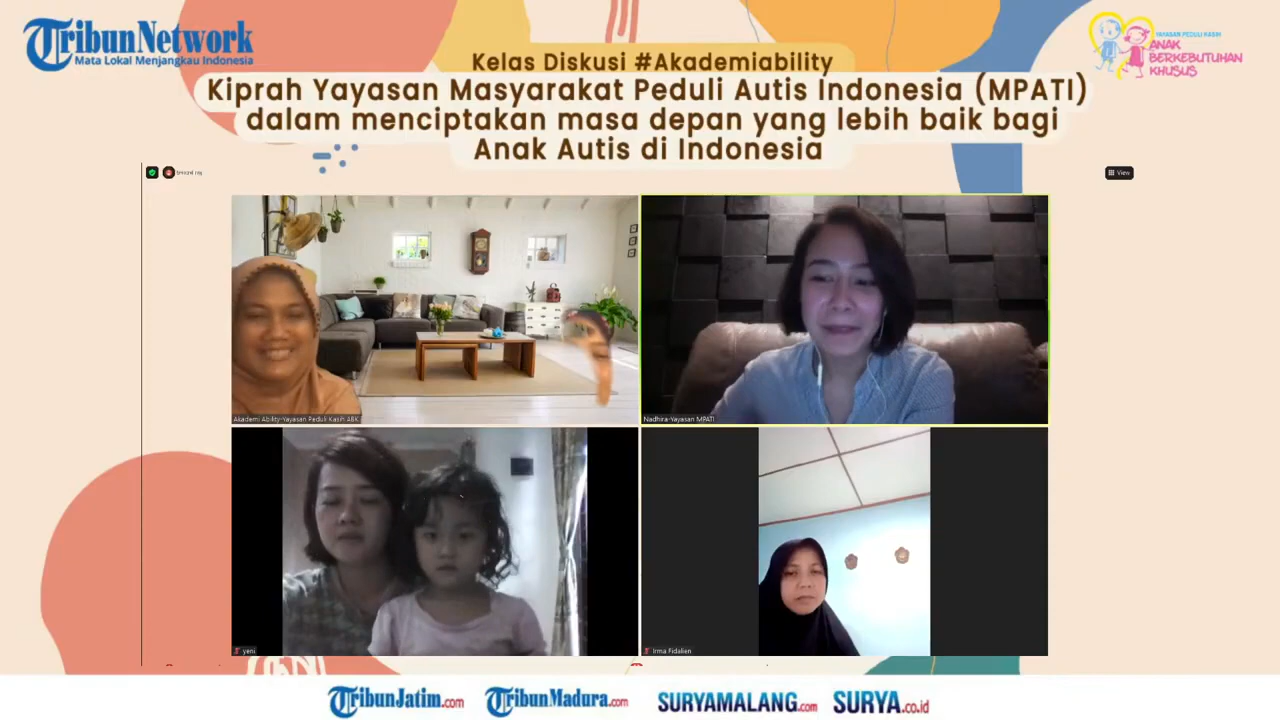 TribunNetwork
Mata Lokal Menjangkau Indonesia
YAYASAN PEDULI KASIH
ANAK
BERKEBUTUHAN
KHUSUS
Kelas Diskusi #Akademiability
Kiprah Yayasan Masyarakat Peduli Autis Indonesia (MPATI)
dalam menciptakan masa depan yang lebih baik bagi
Anak Autis di Indonesia
View
Akademi Ability-Yayasan Peduli Kasih ABK
Nadhira-Yayasan MPATI
yeni
Irma Fidalien
TribunJatim.com
TribunMadura.com
SURYAMALANG.com
SURYA.co.id